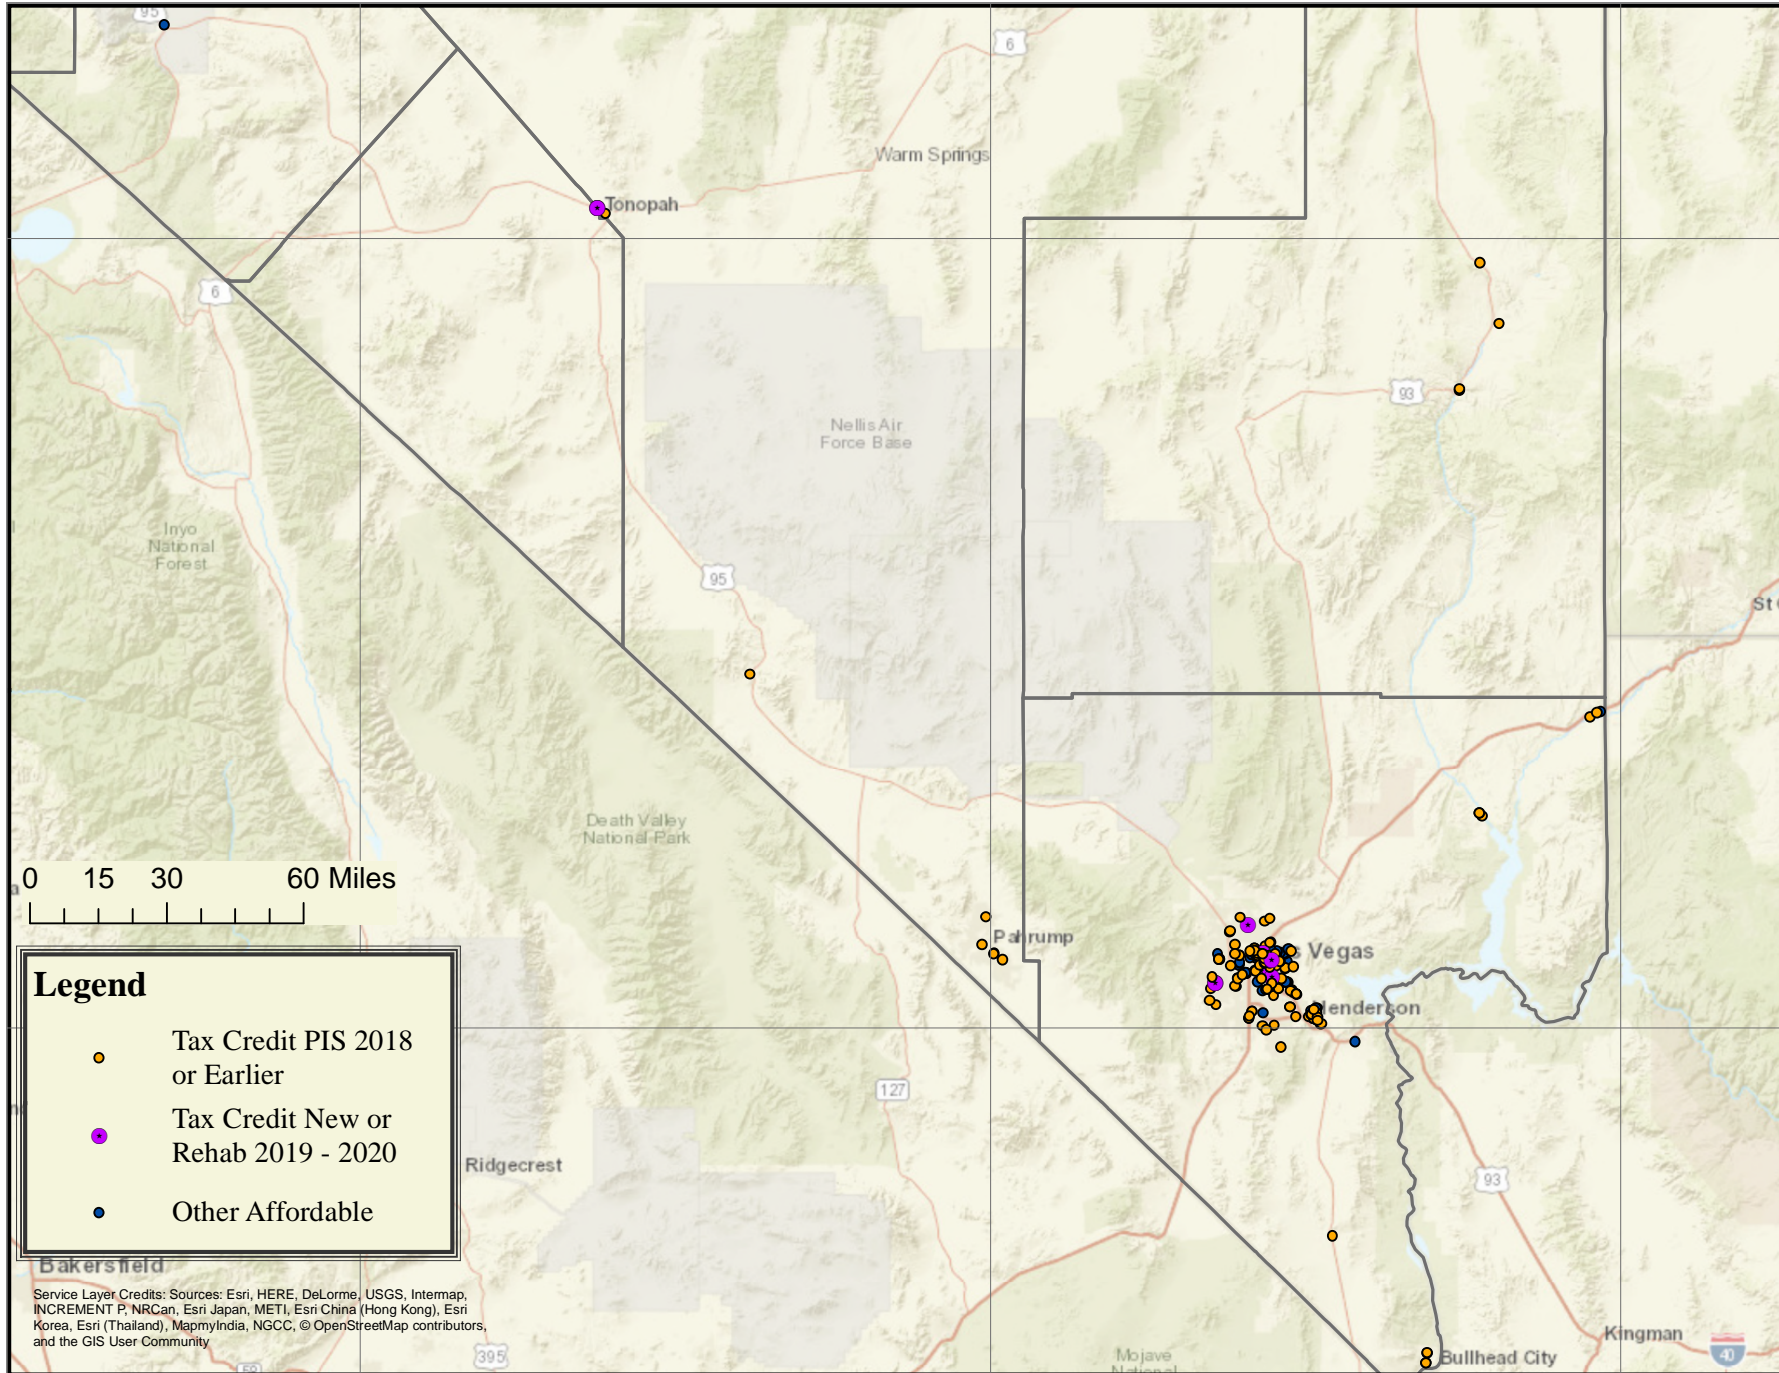 95
6
Warm Springs
Tonopah
6
93
Nellis Air
Force Base
Inyo
National
Forest
95
St
Death Valley
National Park
0 15 30 60 Miles
Pahrump
s Vegas
Henderson
Legend
Tax Credit PIS 2018
or Earlier
Tax Credit New or
Rehab 2019 - 2020
Other Affordable
127
Ridgecrest
93
Bakersfield
Service Layer Credits: Sources: Esri, HERE, DeLorme, USGS, Intermap,
INCREMENT P, NRCan, Esri Japan, METI, Esri China (Hong Kong), Esri
Korea, Esri (Thailand), MapmyIndia, NGCC, © OpenStreetMap contributors,
and the GIS User Community
Kingman
40
395
58
Mojave
National
Bullhead City